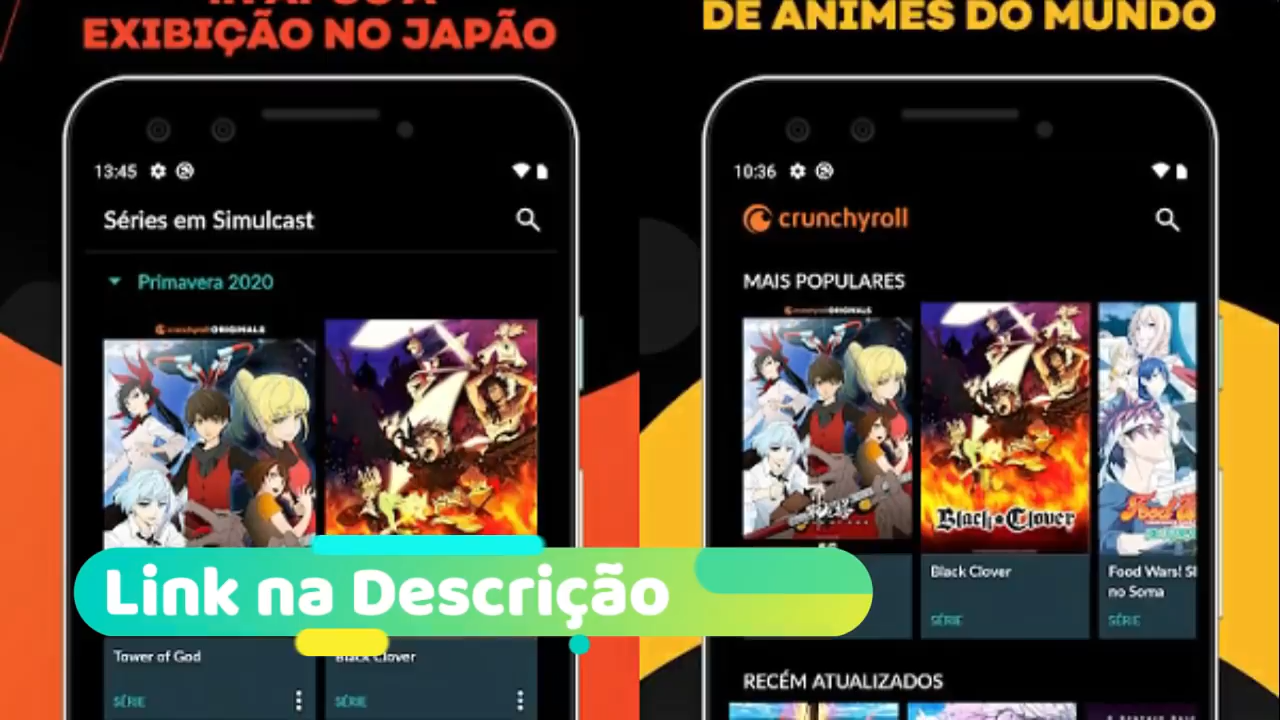 EXIBIÇÃO NO JAPÃO
13:45
Séries em Simulcast
Primavera 2020
crunchyroll ORIGINALS
Link na Descrição
Tower of God
Black Clover
SÉRIE
SÉRIE
DE ANIMES DO MUNDO
10:36
crunchyroll
MAIS POPULARES
crunchyroll ORIGINALS
Black Clover
Black Clover
SÉRIE
Food Wars!
no Soma
SÉRIE
RECÉM ATUALIZADOS